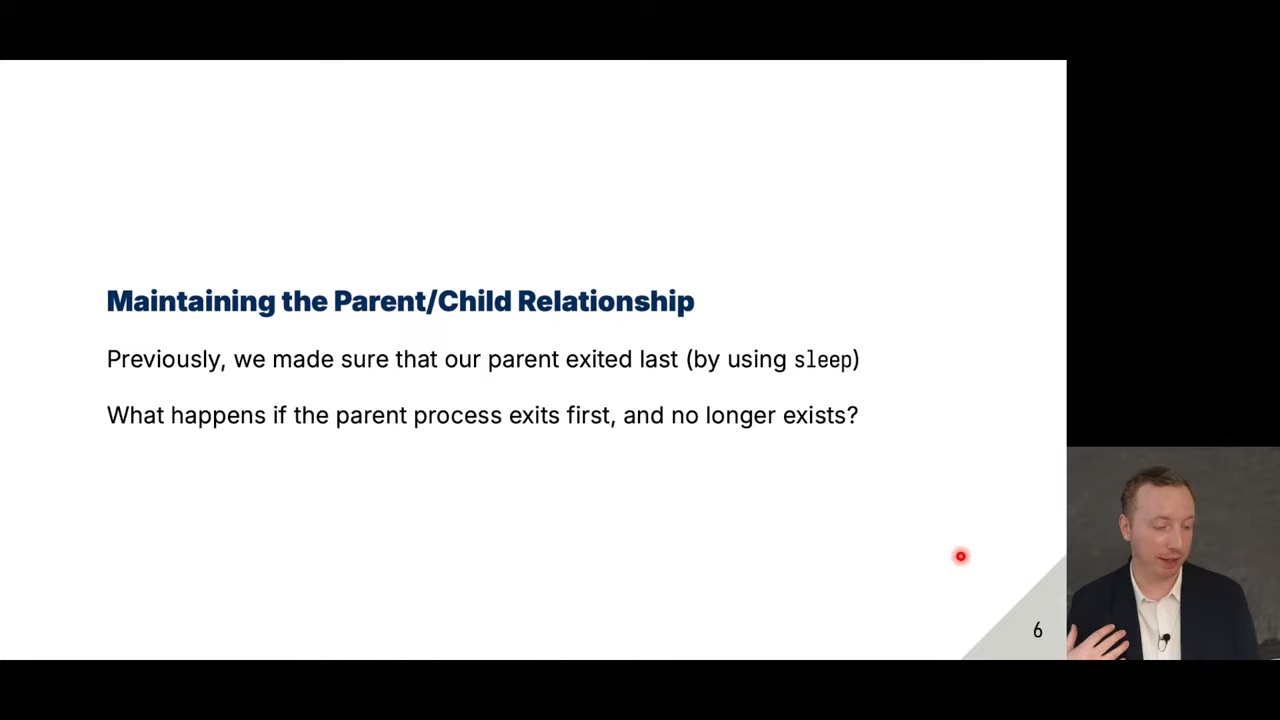 Maintaining the Parent/Child Relationship
Previously, we made sure that our parent exited last (by using sleep)
What happens if the parent process exits first, and no longer exists?
6